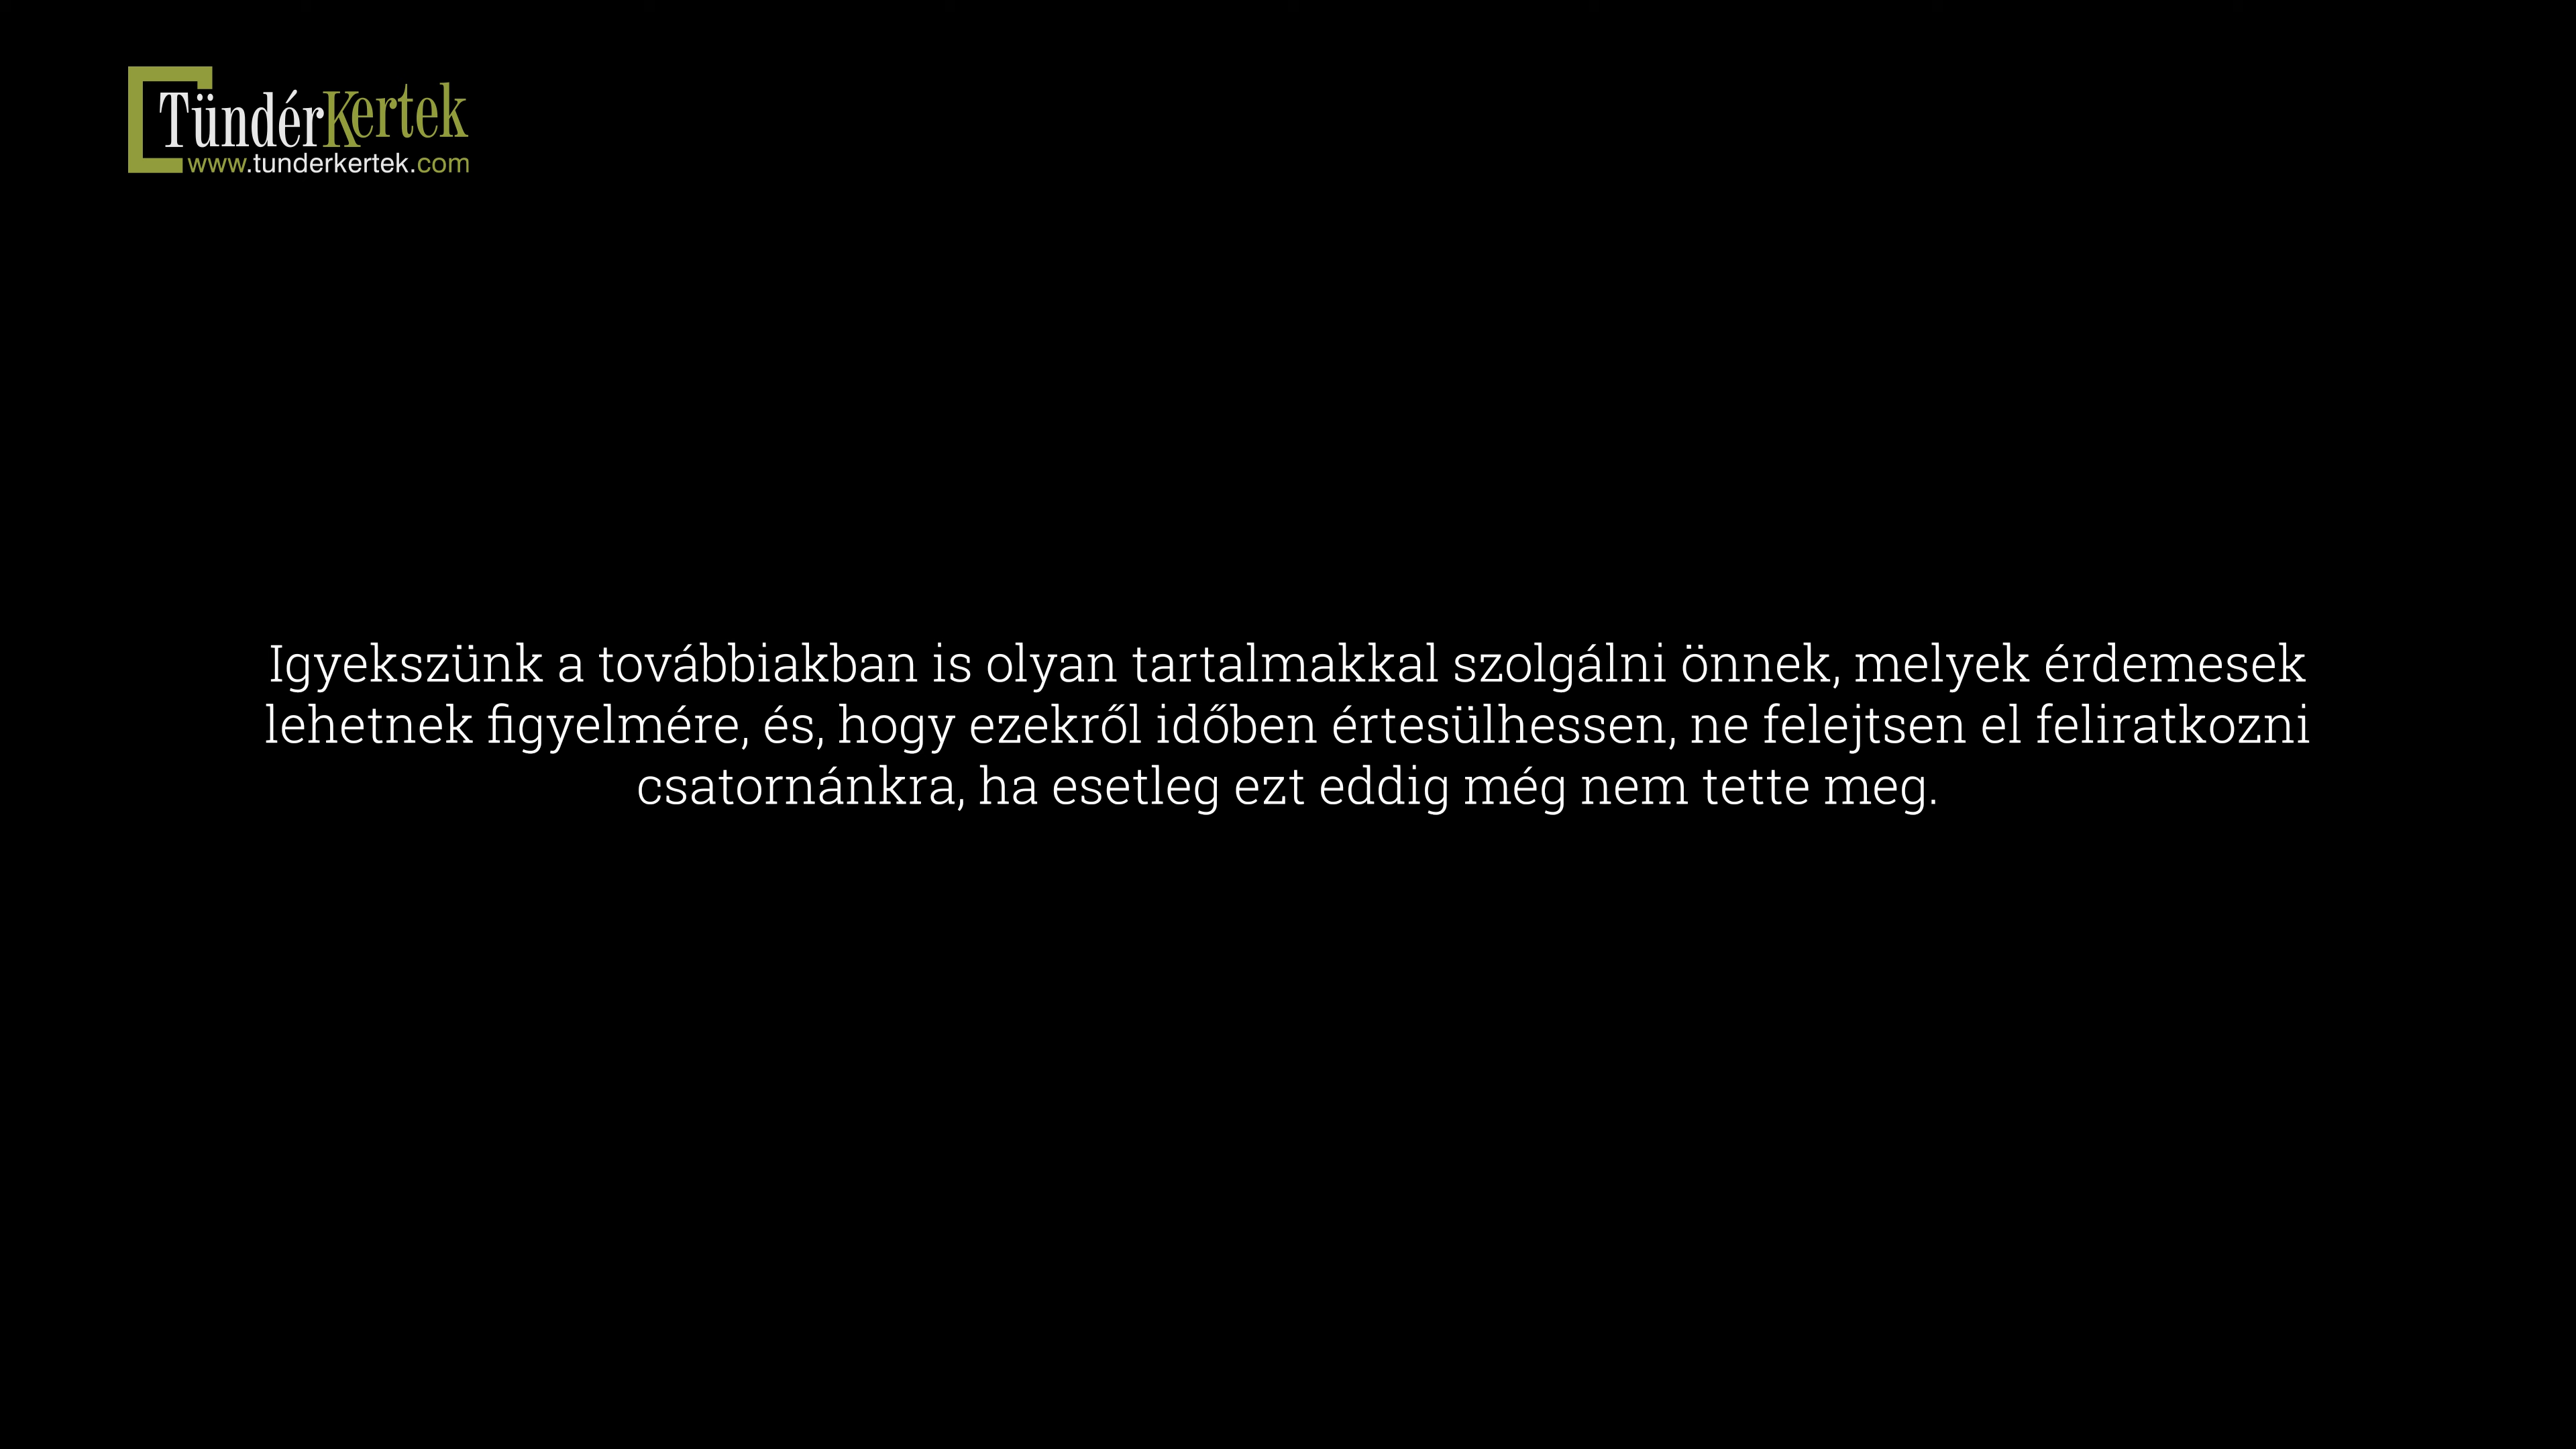 TündérKertek
www.tunderkertek.com
Igyekszünk a továbbiakban is olyan tartalmakkal szolgálni önnek, melyek érdemesek
lehetnek figyelmére, és, hogy ezekről időben értesülhessen, ne felejtsen el feliratkozni
csatornánkra, ha esetleg ezt eddig még nem tette meg.